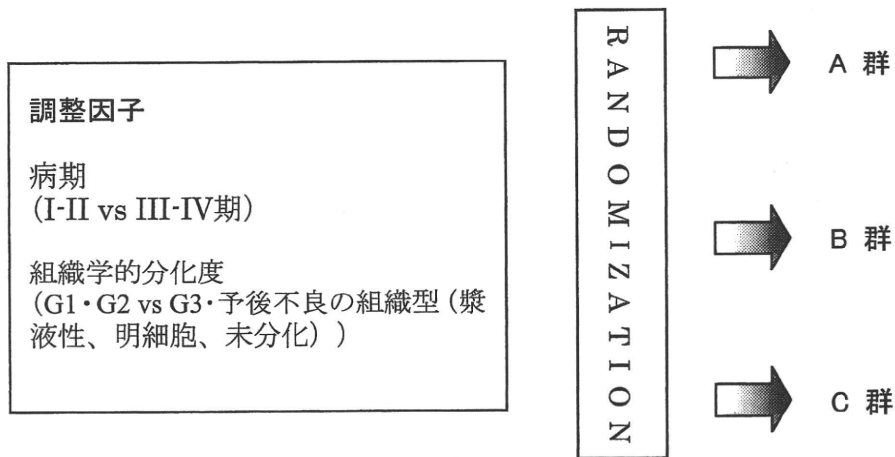 調整因子
病期
(I-II vs III-IV期)
組織学的分化度
(G1・G2 vs G3・予後不良の組織型(漿
液性、明細胞、未分化))
RANDOMIZATION
A 群
B 群
C 群